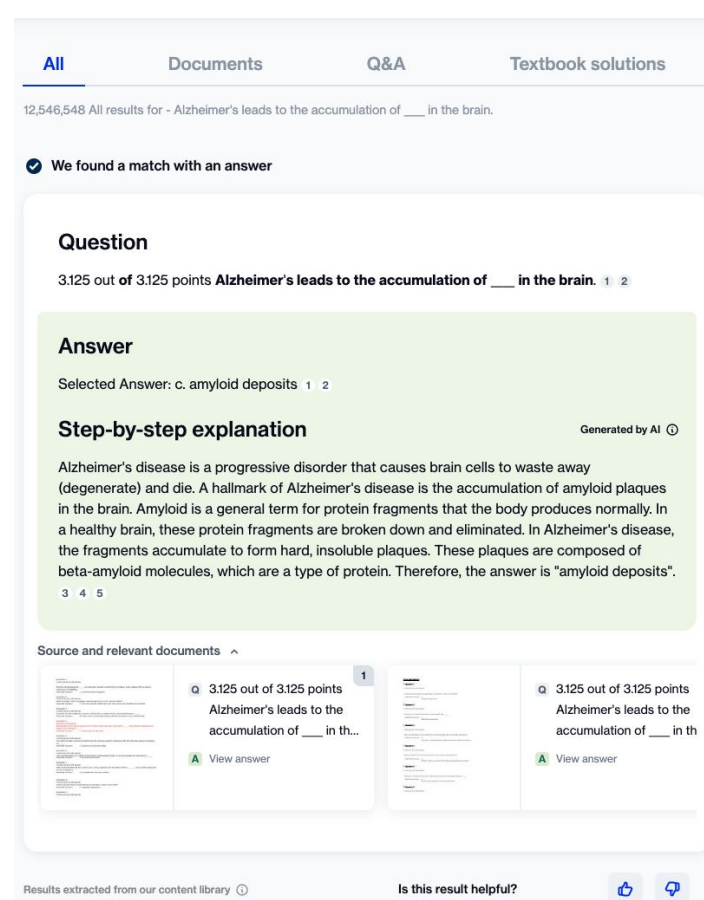 All Documents Q&A Textbook solutions
12,546,548 All results for - Alzheimer's leads to the accumulation of ___ in the brain.
We found a match with an answer
Question
3.125 out of 3.125 points Alzheimer's leads to the accumulation of ___ in the brain. 1 2
Answer
Selected Answer: c. amyloid deposits 1 2
Step-by-step explanation Generated by AI
Alzheimer's disease is a progressive disorder that causes brain cells to waste away
(degenerate) and die. A hallmark of Alzheimer's disease is the accumulation of amyloid plaques
in the brain. Amyloid is a general term for protein fragments that the body produces normally. In
a healthy brain, these protein fragments are broken down and eliminated. In Alzheimer's disease,
the fragments accumulate to form hard, insoluble plaques. These plaques are composed of
beta-amyloid molecules, which are a type of protein. Therefore, the answer is "amyloid deposits".
3 4 5
Source and relevant documents
1
Q 3.125 out of 3.125 points
Alzheimer's leads to the
accumulation of ___ in th...
A View answer
Q 3.125 out of 3.125 points
Alzheimer's leads to the
accumulation of ___ in th
A View answer
Results extracted from our content library
Is this result helpful?